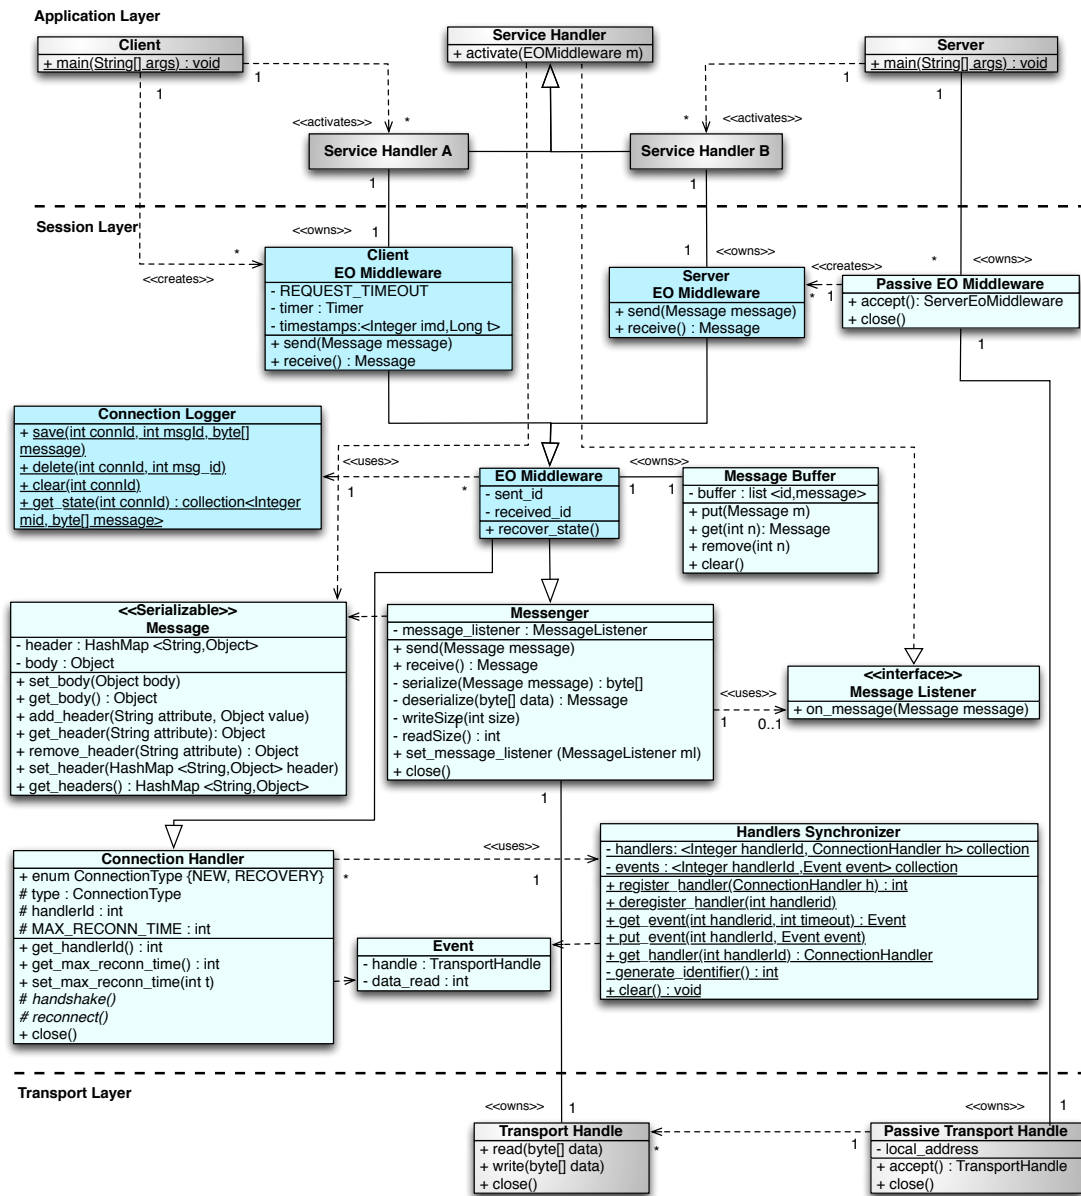 Application Layer
Client
+ main(String[] args) : void
Service Handler
+ activate(EOMiddleware m)
Server
+ main(String[] args) : void
1
1
1
1
<<activates>>
*
*
<<activates>>
Service Handler A
Service Handler B
1
1
1
Session Layer
<<owns>>
1
*
<<creates>>
Client
EO Middleware
- REQUEST_TIMEOUT
- timer : Timer
- timestamps:<Integer imd,Long t>
+ send(Message message)
+ receive() : Message
1
<<owns>>
Server
EO Middleware
+ send(Message message)
+ receive() : Message
<<creates>>
*
1
*
<<owns>>
Passive EO Middleware
+ accept(): ServerEoMiddleware
+ close()
1
Connection Logger
+ save(int connId, int msgId, byte[]
message)
+ delete(int connId, int msg_id)
+ clear(int connId)
+ get_state(int connId) : collection<Integer
mid, byte[] message>
<<uses>>
1
*
EO Middleware
- sent_id
- received_id
+ recover_state()
<<owns>>
1
1
Message Buffer
- buffer : list <id,message>
+ put(Message m)
+ get(int n): Message
+ remove(int n)
+ clear()
<<Serializable>>
Message
- header : HashMap <String,Object>
- body : Object
+ set_body(Object body)
+ get_body() : Object
+ add_header(String attribute, Object value)
+ get_header(String attribute): Object
+ remove_header(String attribute) : Object
+ set_header(HashMap <String,Object> header)
+ get_headers() : HashMap <String,Object>
Messenger
- message_listener : MessageListener
+ send(Message message)
+ receive() : Message
- serialize(Message message) : byte[]
- deserialize(byte[] data) : Message
- writeSize(int size)
- readSize() : int
+ set_message_listener (MessageListener ml)
+ close()
<<uses>>
1
0..1
<<interface>>
Message Listener
+ on_message(Message message)
1
Connection Handler
+ enum ConnectionType {NEW, RECOVERY}
# type : ConnectionType
# handlerId : int
# MAX_RECONN_TIME : int
+ get_handlerId() : int
+ get_max_reconn_time() : int
+ set_max_reconn_time(int t)
# handshake()
# reconnect()
+ close()
<<uses>>
*
1
Event
- handle : TransportHandle
- data_read : int
Handlers Synchronizer
- handlers: <Integer handlerId, ConnectionHandler h> collection
- events : <Integer handlerId ,Event event> collection
+ register_handler(ConnectionHandler h) : int
+ deregister_handler(int handlerid)
+ get_event(int handlerid, int timeout) : Event
+ put_event(int handlerId, Event event)
+ get_handler(int handlerId) : ConnectionHandler
- generate_identifier() : int
+ clear() : void
Transport Layer
<<owns>>
1
Transport Handle
+ read(byte[] data)
+ write(byte[] data)
+ close()
*
1
<<owns>>
1
Passive Transport Handle
- local_address
+ accept() : TransportHandle
+ close()